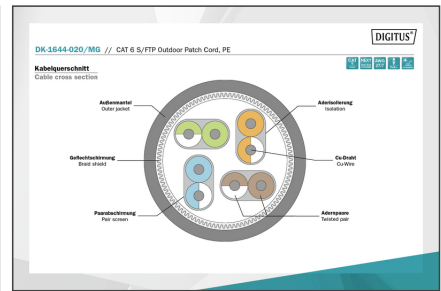 DIGITUS®
DK-1644-020/MG // CAT 6 S/FTP Outdoor Patch Cord, PE
Kabelquerschnitt
Cable cross section
Außenmantel
Outer jacket
Aderisolierung
Isolation
Geflechtschirmung
Braid shield
Cu-Draht
Cu-Wire
Paarabschirmung
Pair screen
Adernpaare
Twisted pair